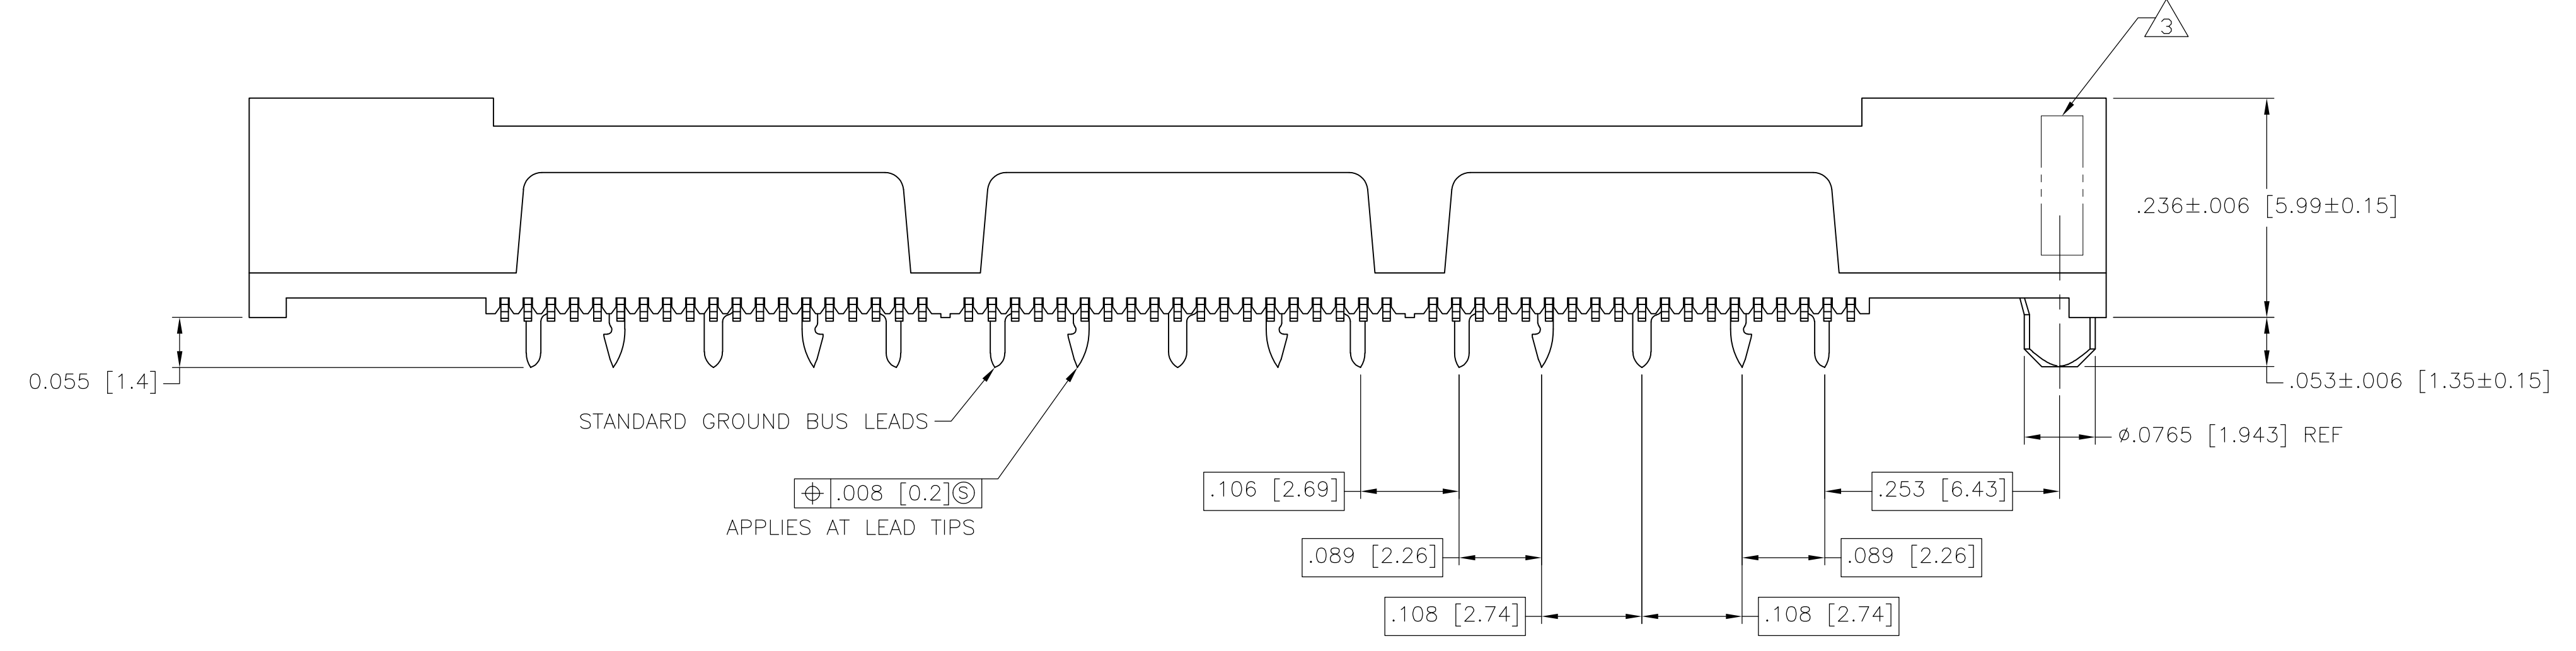 3
.236±.006 [5.99±0.15]
0.055 [1.4]
.053±.006 [1.35±0.15]
STANDARD GROUND BUS LEADS
ø.0765 [1.943] REF
⌖ .008 [0.2]Ⓢ
.106 [2.69]
.253 [6.43]
APPLIES AT LEAD TIPS
.089 [2.26]
.089 [2.26]
.108 [2.74]
.108 [2.74]